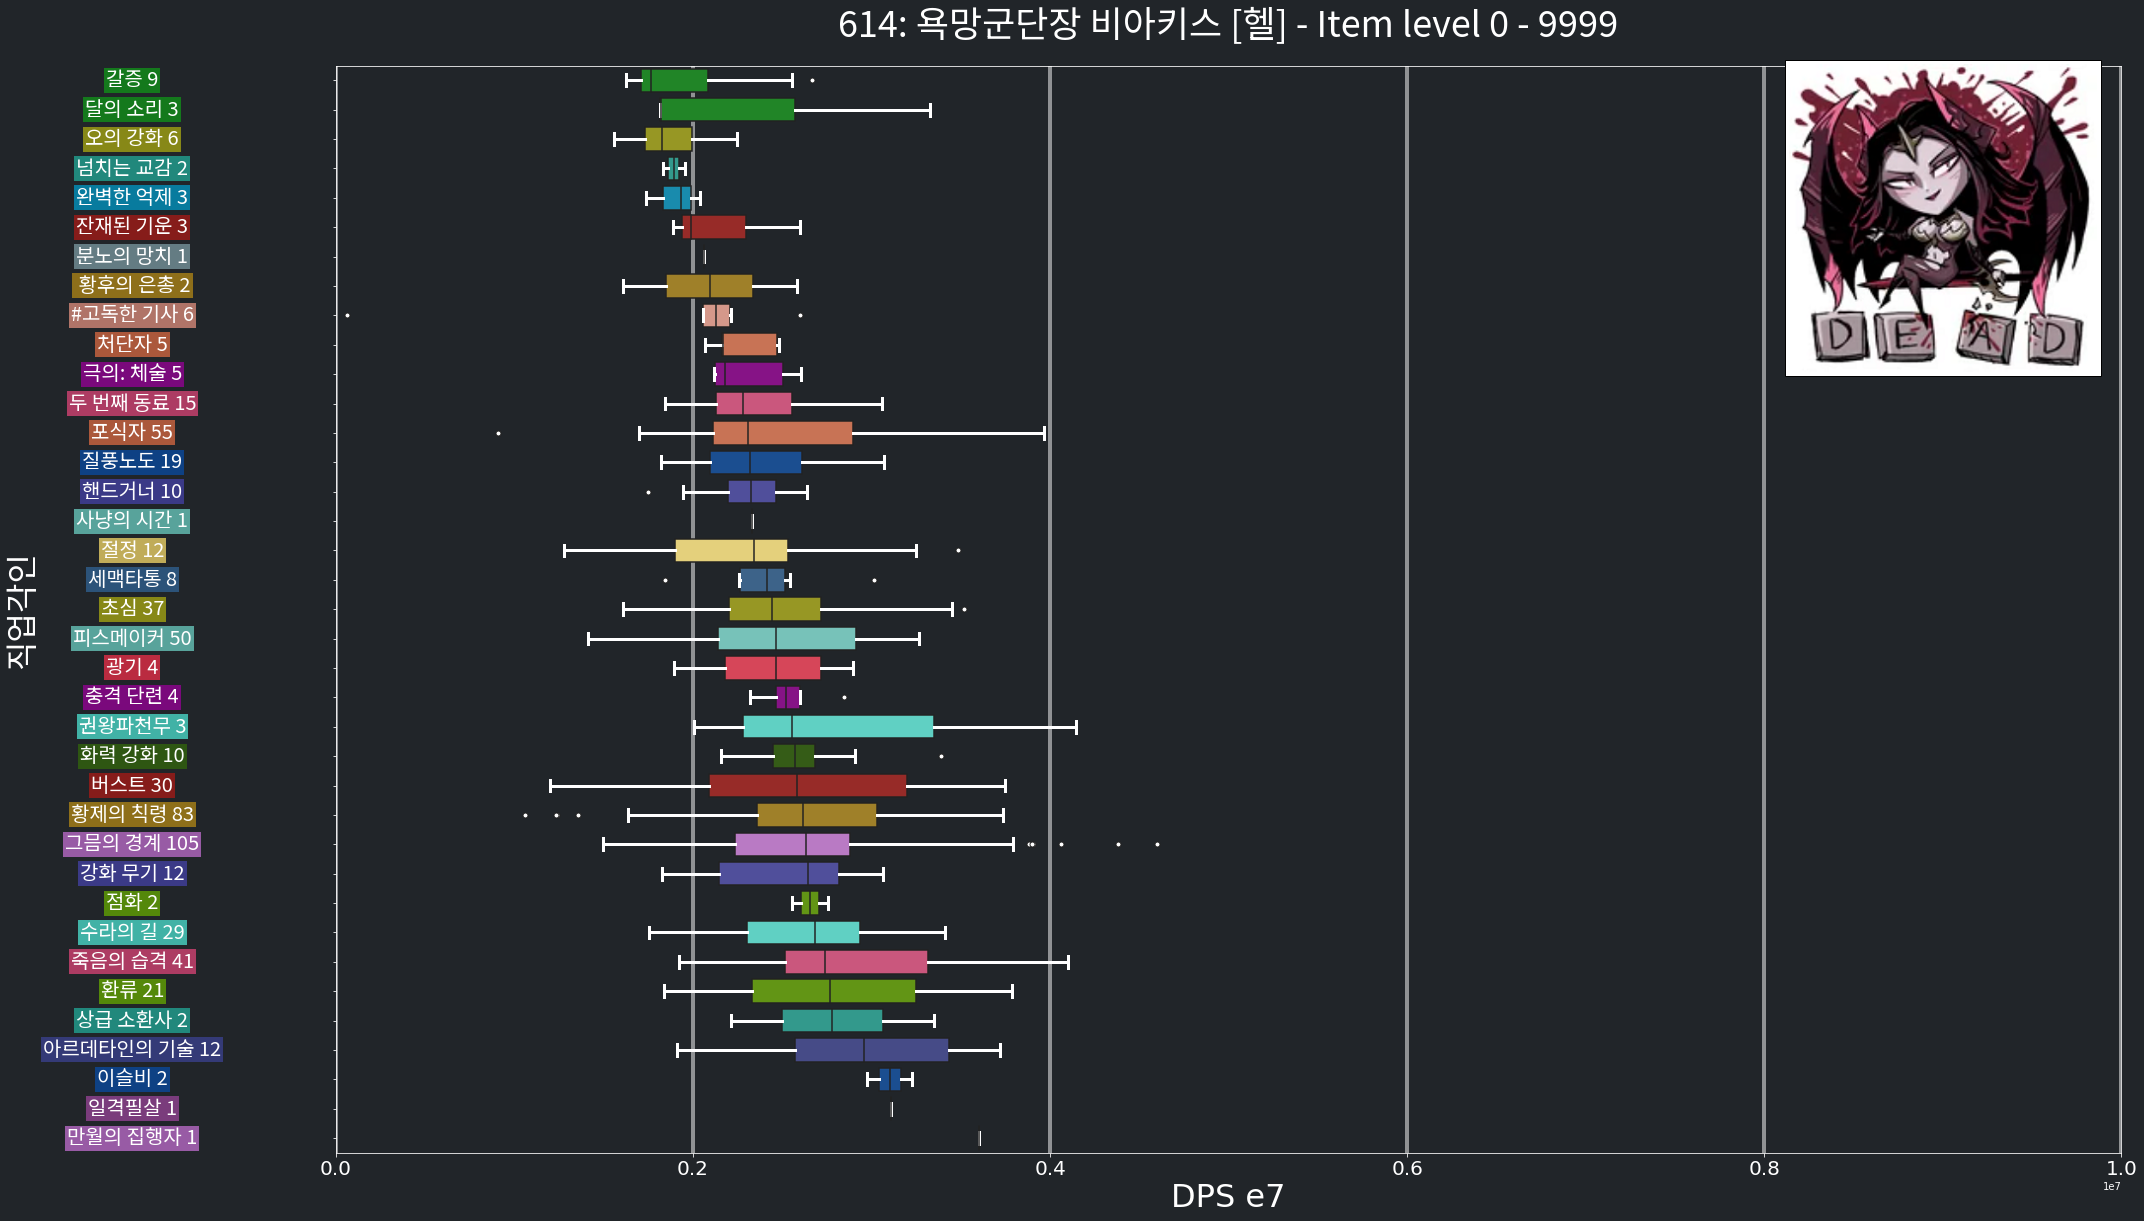 614: 욕망군단장 비아키스 [헬] - Item level 0 - 9999
갈증 9
달의 소리 3
오의 강화 6
넘치는 교감 2
완벽한 억제 3
잔재된 기운 3
분노의 망치 1
황후의 은총 2
#고독한 기사 6
처단자 5
극의: 체술 5
두 번째 동료 15
포식자 55
질풍노도 19
핸드거너 10
사냥의 시간 1
절정 12
세맥타통 8
초심 37
피스메이커 50
광기 4
충격 단련 4
권왕파천무 3
화력 강화 10
버스트 30
황제의 칙령 83
그믐의 경계 105
강화 무기 12
점화 2
수라의 길 29
죽음의 습격 41
환류 21
상급 소환사 2
아르데타인의 기술 12
이슬비 2
일격필살 1
만월의 집행자 1
직업각인
0.0 0.2 0.4 0.6 0.8 1.0
1e7
DPS e7
D E A D